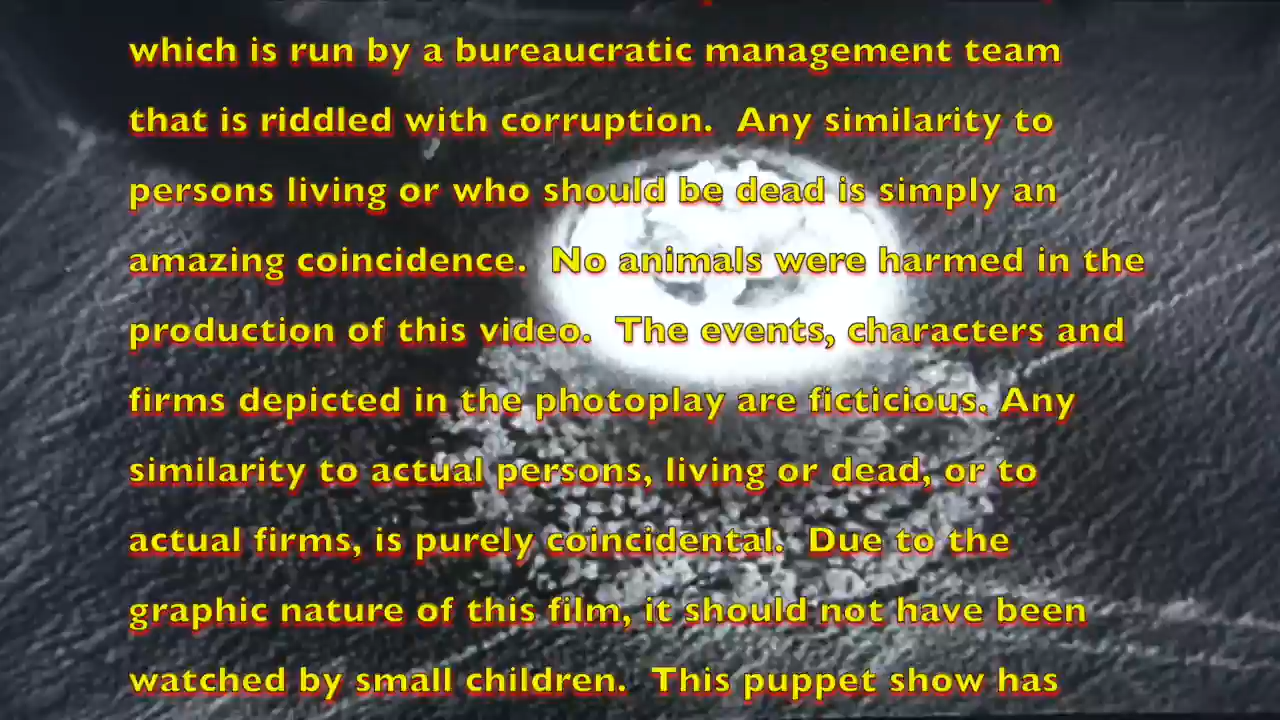 which is run by a bureaucratic management team
that is riddled with corruption.  Any similarity to
persons living or who should be dead is simply an
amazing coincidence.  No animals were harmed in the
production of this video.  The events, characters and
firms depicted in the photoplay are ficticious. Any
similarity to actual persons, living or dead, or to
actual firms, is purely coincidental.  Due to the
graphic nature of this film, it should not have been
watched by small children.  This puppet show has